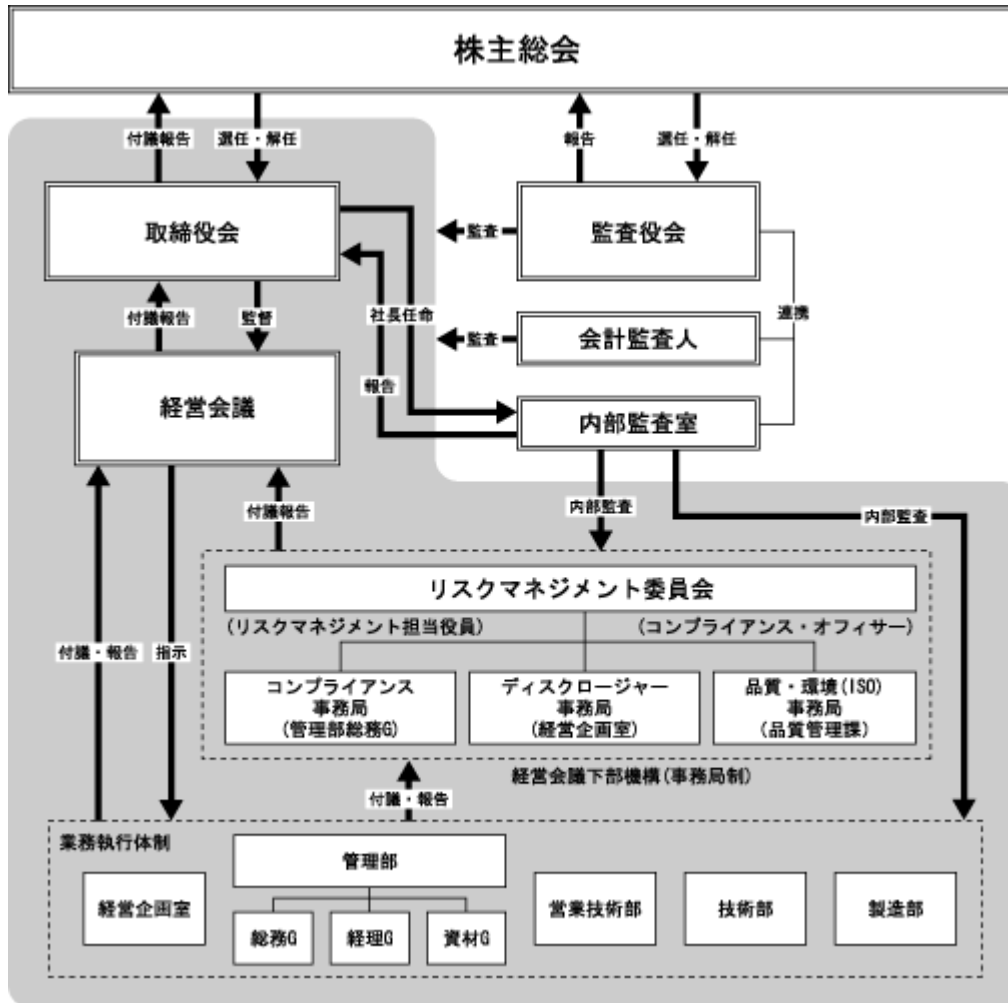 株主総会
付議報告
選任・解任
報告
選任・解任
取締役会
監査
監査役会
付議報告
監督
社長任命
監査
会計監査人
連携
経営会議
報告
内部監査室
付議報告
内部監査
内部監査
リスクマネジメント委員会
(リスクマネジメント担当役員)
(コンプライアンス・オフィサー)
付議・報告
指示
コンプライアンス
事務局
(管理部総務G)
ディスクロージャー
事務局
(経営企画室)
品質・環境(ISO)
事務局
(品質管理課)
経営会議下部機構(事務局制)
付議・報告
業務執行体制
管理部
経営企画室
総務G
経理G
資材G
営業技術部
技術部
製造部